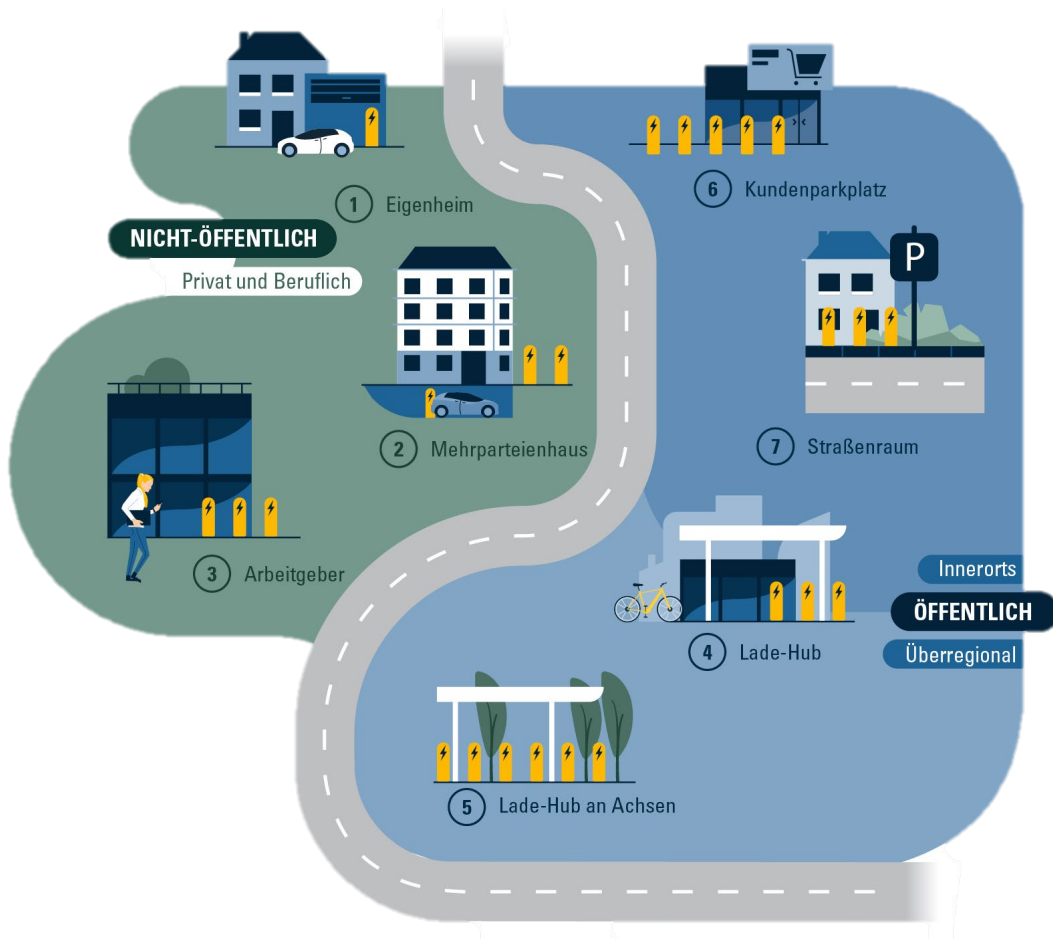 1 Eigenheim
NICHT-ÖFFENTLICH
Privat und Beruflich
2 Mehrparteienhaus
3 Arbeitgeber
6 Kundenparkplatz
P
7 Straßenraum
Innerorts
ÖFFENTLICH
Überregional
4 Lade-Hub
5 Lade-Hub an Achsen